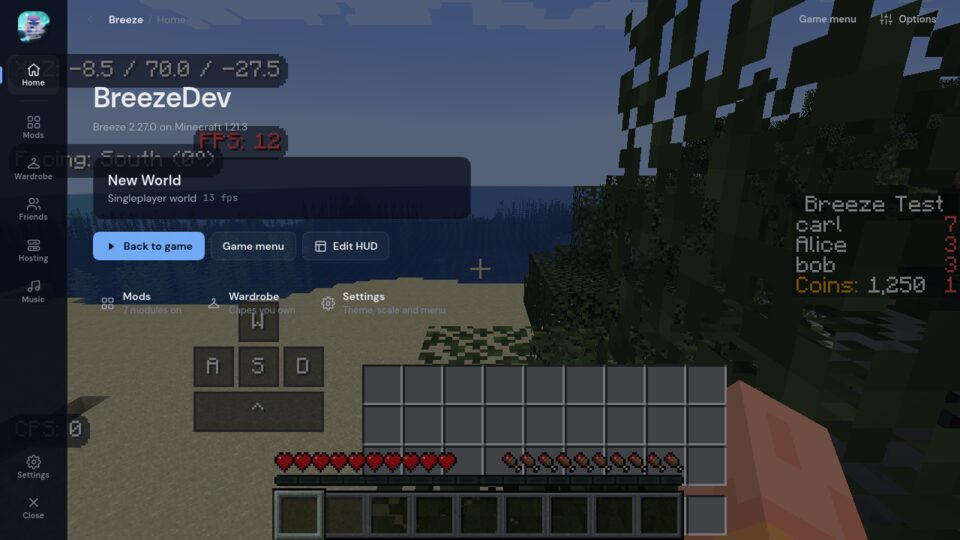 Breeze / Home
Game menu
Options
XYZ: -8.5 / 70.0 / -27.5
Home
BreezeDev
Breeze 2.27.0 on Minecraft 1.21.3
Mods
FPS: 12
Facing: South (0°)
Wardrobe
New World
Singleplayer world 13 fps
Friends
Breeze Test
carl 7
Alice 3
bob 3
Coins: 1,250 1
Hosting
Back to game
Game menu
Edit HUD
Music
Mods
7 modules on
Wardrobe
Capes you own
Settings
Theme, scale and menu
W
A S D
^
CPS: 0
Settings
Close